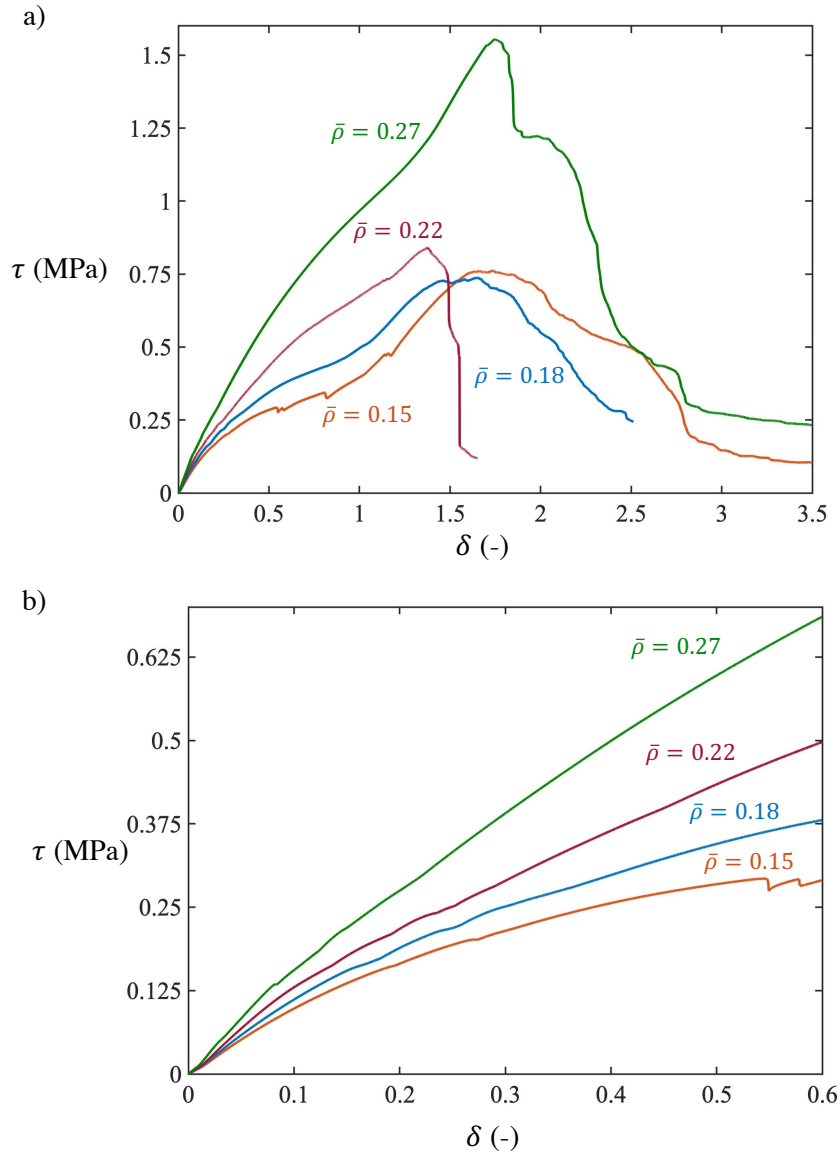 a)
1.5
1.25
ρ̄ = 0.27
1
ρ̄ = 0.22
τ (MPa)
0.75
0.5
ρ̄ = 0.18
ρ̄ = 0.15
0.25
0
0 0.5 1 1.5 2 2.5 3 3.5
δ (-)
b)
0.625
ρ̄ = 0.27
0.5
ρ̄ = 0.22
0.375
ρ̄ = 0.18
τ (MPa)
ρ̄ = 0.15
0.25
0.125
0
0 0.1 0.2 0.3 0.4 0.5 0.6
δ (-)